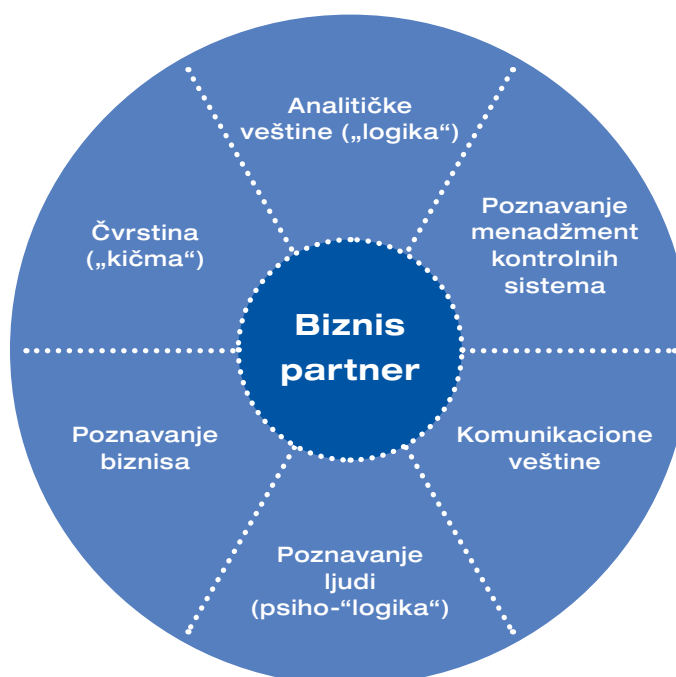 Analitičke
veštine („logika“)
Poznavanje
menadžment
kontrolnih
sistema
Komunikacione
veštine
Poznavanje
ljudi
(psiho-“logika“)
Poznavanje
biznisa
Čvrstina
(„kičma“)
Biznis
partner